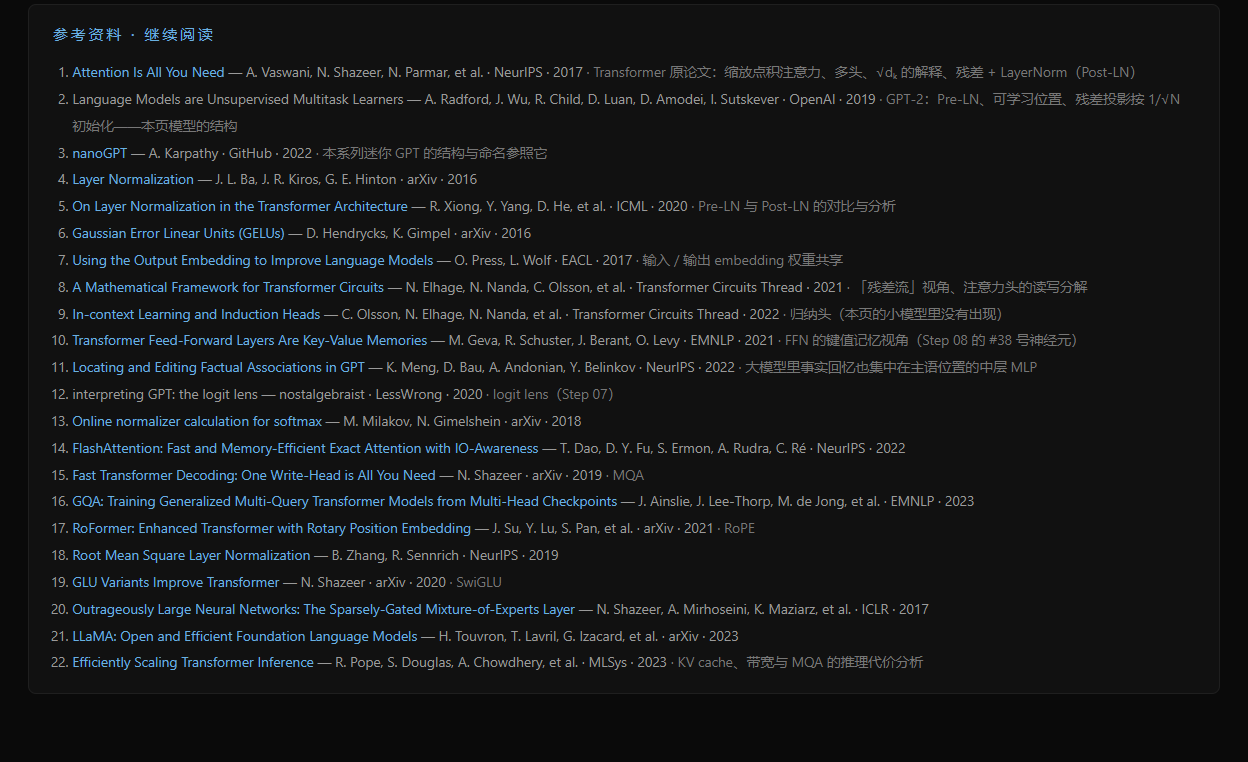 参考资料 · 继续阅读
1. Attention Is All You Need — A. Vaswani, N. Shazeer, N. Parmar, et al. · NeurIPS · 2017 · Transformer 原论文：缩放点积注意力、多头、√dₖ 的解释、残差 + LayerNorm（Post-LN）
2. Language Models are Unsupervised Multitask Learners — A. Radford, J. Wu, R. Child, D. Luan, D. Amodei, I. Sutskever · OpenAI · 2019 · GPT-2：Pre-LN、可学习位置、残差投影按 1/√N
初始化——本页模型的结构
3. nanoGPT — A. Karpathy · GitHub · 2022 · 本系列迷你 GPT 的结构与命名参照它
4. Layer Normalization — J. L. Ba, J. R. Kiros, G. E. Hinton · arXiv · 2016
5. On Layer Normalization in the Transformer Architecture — R. Xiong, Y. Yang, D. He, et al. · ICML · 2020 · Pre-LN 与 Post-LN 的对比与分析
6. Gaussian Error Linear Units (GELUs) — D. Hendrycks, K. Gimpel · arXiv · 2016
7. Using the Output Embedding to Improve Language Models — O. Press, L. Wolf · EACL · 2017 · 输入 / 输出 embedding 权重共享
8. A Mathematical Framework for Transformer Circuits — N. Elhage, N. Nanda, C. Olsson, et al. · Transformer Circuits Thread · 2021 · 「残差流」视角、注意力头的读写分解
9. In-context Learning and Induction Heads — C. Olsson, N. Elhage, N. Nanda, et al. · Transformer Circuits Thread · 2022 · 归纳头（本页的小模型里没有出现）
10. Transformer Feed-Forward Layers Are Key-Value Memories — M. Geva, R. Schuster, J. Berant, O. Levy · EMNLP · 2021 · FFN 的键值记忆视角（Step 08 的 #38 号神经元）
11. Locating and Editing Factual Associations in GPT — K. Meng, D. Bau, A. Andonian, Y. Belinkov · NeurIPS · 2022 · 大模型里事实回忆也集中在主语位置的中层 MLP
12. interpreting GPT: the logit lens — nostalgebraist · LessWrong · 2020 · logit lens（Step 07）
13. Online normalizer calculation for softmax — M. Milakov, N. Gimelshein · arXiv · 2018
14. FlashAttention: Fast and Memory-Efficient Exact Attention with IO-Awareness — T. Dao, D. Y. Fu, S. Ermon, A. Rudra, C. Ré · NeurIPS · 2022
15. Fast Transformer Decoding: One Write-Head is All You Need — N. Shazeer · arXiv · 2019 · MQA
16. GQA: Training Generalized Multi-Query Transformer Models from Multi-Head Checkpoints — J. Ainslie, J. Lee-Thorp, M. de Jong, et al. · EMNLP · 2023
17. RoFormer: Enhanced Transformer with Rotary Position Embedding — J. Su, Y. Lu, S. Pan, et al. · arXiv · 2021 · RoPE
18. Root Mean Square Layer Normalization — B. Zhang, R. Sennrich · NeurIPS · 2019
19. GLU Variants Improve Transformer — N. Shazeer · arXiv · 2020 · SwiGLU
20. Outrageously Large Neural Networks: The Sparsely-Gated Mixture-of-Experts Layer — N. Shazeer, A. Mirhoseini, K. Maziarz, et al. · ICLR · 2017
21. LLaMA: Open and Efficient Foundation Language Models — H. Touvron, T. Lavril, G. Izacard, et al. · arXiv · 2023
22. Efficiently Scaling Transformer Inference — R. Pope, S. Douglas, A. Chowdhery, et al. · MLSys · 2023 · KV cache、带宽与 MQA 的推理代价分析